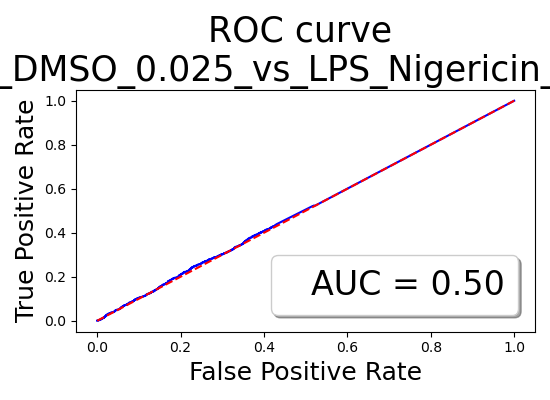 ROC curve
_DMSO_0.025_vs_LPS_Nigericin_
True Positive Rate
1.0
0.8
0.6
0.4
0.2
0.0
AUC = 0.50
0.0 0.2 0.4 0.6 0.8 1.0
False Positive Rate